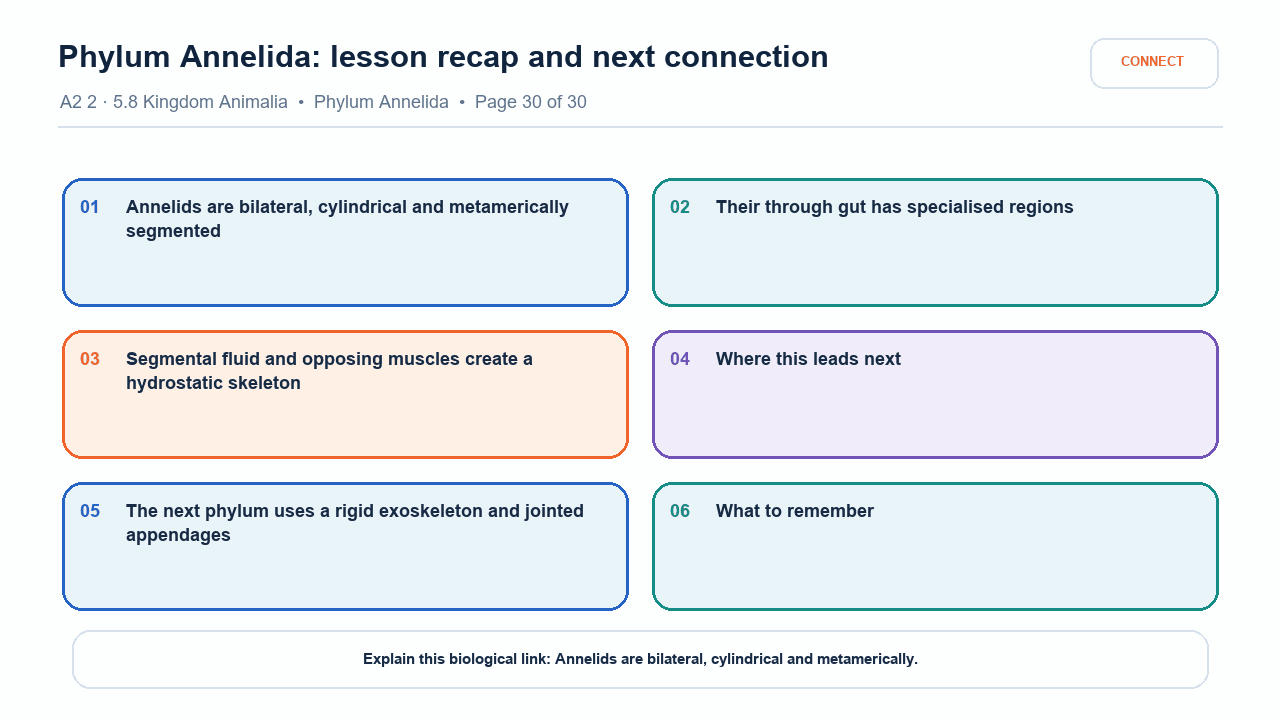 Phylum Annelida: lesson recap and next connection
CONNECT
A2 2 · 5.8 Kingdom Animalia • Phylum Annelida • Page 30 of 30
01 Annelids are bilateral, cylindrical and metamerically
segmented
02 Their through gut has specialised regions
03 Segmental fluid and opposing muscles create a
hydrostatic skeleton
04 Where this leads next
05 The next phylum uses a rigid exoskeleton and jointed
appendages
06 What to remember
Explain this biological link: Annelids are bilateral, cylindrical and metamerically.